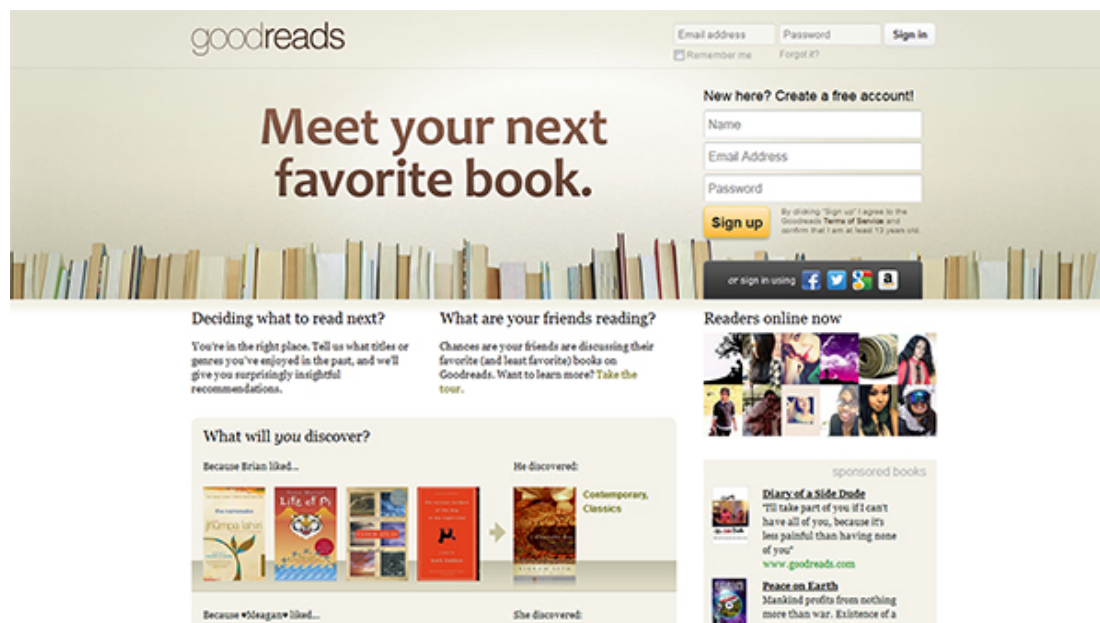 goodreads
Email address
Password
Sign in
Remember me
Forgot it?
Meet your next
favorite book.
New here? Create a free account!
Name
Email Address
Password
Sign up
By clicking "Sign up" I agree to the
Goodreads Terms of Service and
confirm that I am at least 13 years old.
or sign in using
Deciding what to read next?
You're in the right place. Tell us what titles or
genres you've enjoyed in the past, and we'll
give you surprisingly insightful
recommendations.
What are your friends reading?
Chances are your friends are discussing their
favorite (and least favorite) books on
Goodreads. Want to learn more? Take the
tour.
Readers online now
What will you discover?
Because Brian liked...
He discovered:
the namesake
jhumpa lahiri
Life of Pi
Contemporary,
Classics
Because ♥Meagan♥ liked...
She discovered:
sponsored books
Diary of a Side Dude
"I'll take part of you if I can't
have all of you, because it's
less painful than having none
of you"
www.goodreads.com
Peace on Earth
Mankind profits from nothing
more than war. Existence of a